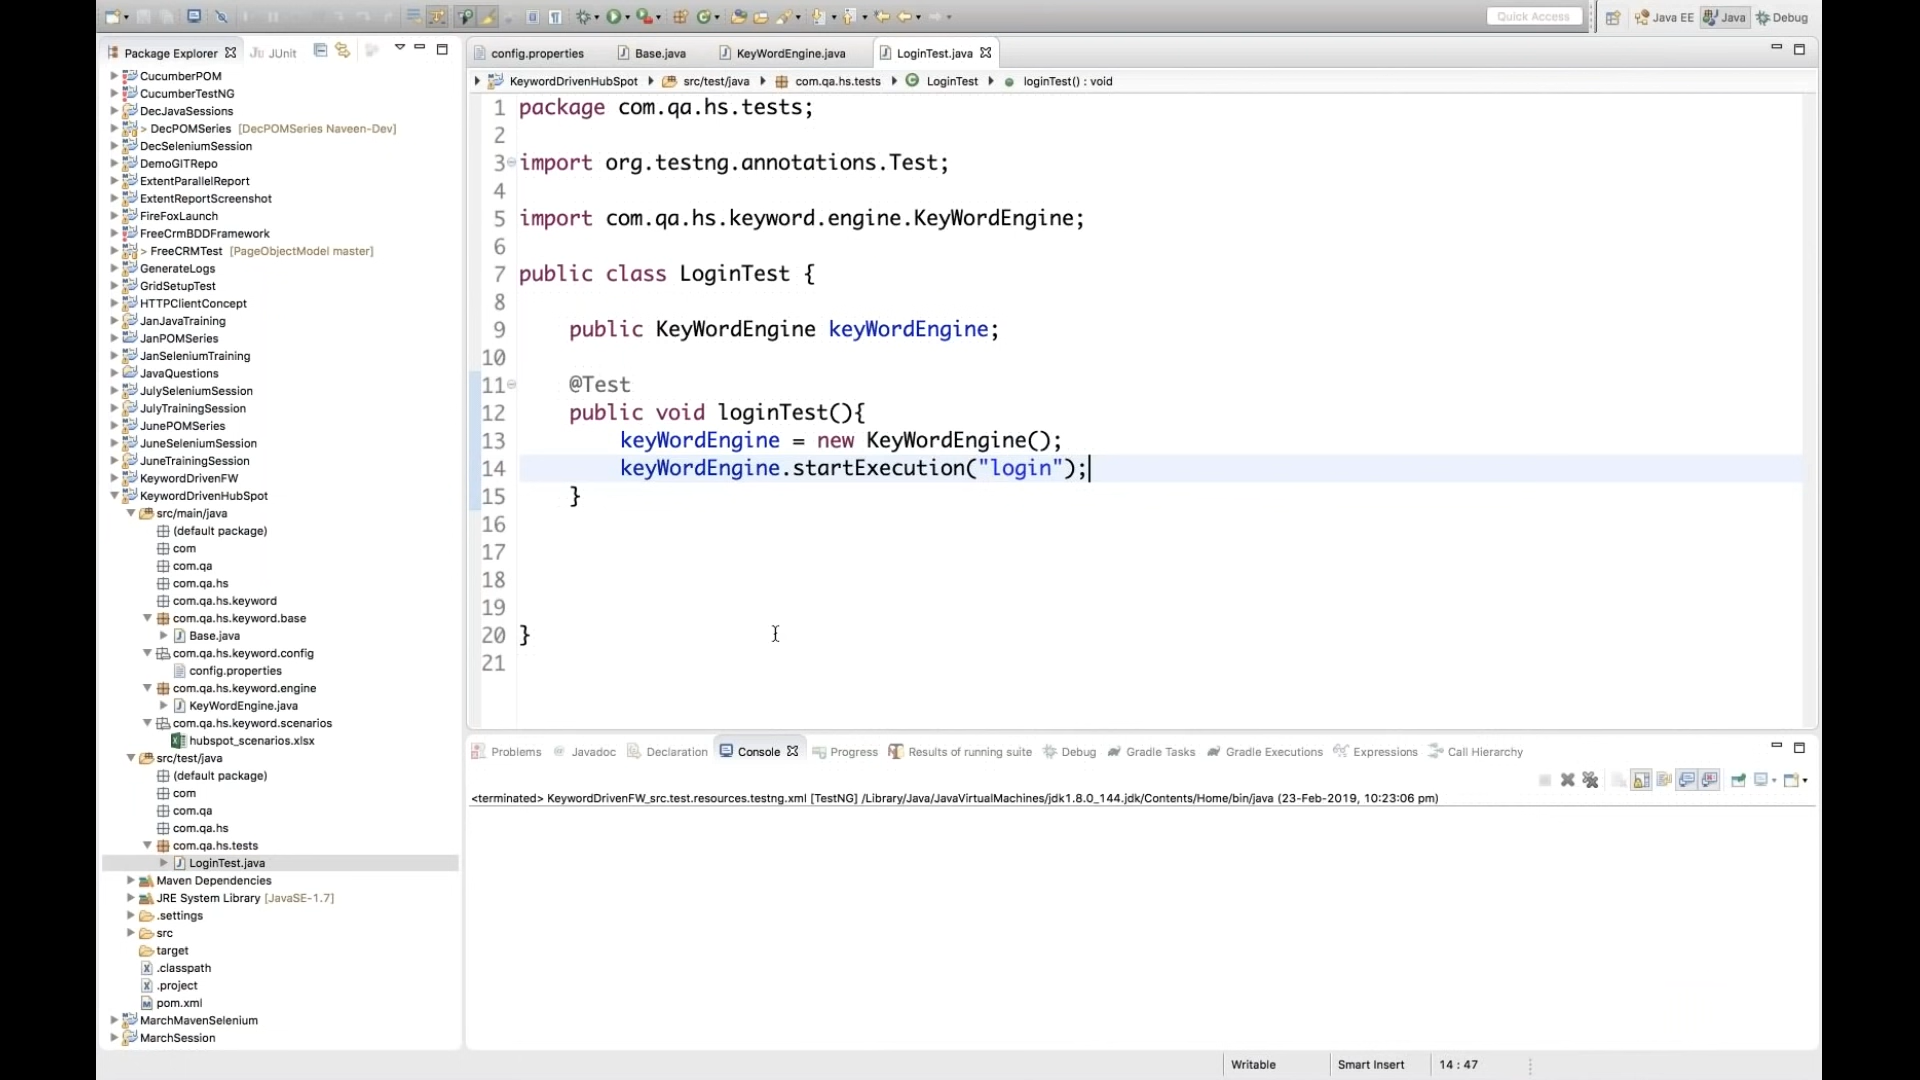 Quick Access
Java EE
Java
Debug
Package Explorer
JUnit
CucumberPOM
CucumberTestNG
DecJavaSessions
> DecPOMSeries [DecPOMSeries Naveen-Dev]
DecSeleniumSession
DemoGITRepo
ExtentParallelReport
ExtentReportScreenshot
FireFoxLaunch
FreeCrmBDDFramework
> FreeCRMTest [PageObjectModel master]
GenerateLogs
GridSetupTest
HTTPClientConcept
JanJavaTraining
JanPOMSeries
JanSeleniumTraining
JavaQuestions
JulySeleniumSession
JulyTrainingSession
JunePOMSeries
JuneSeleniumSession
JuneTrainingSession
KeywordDrivenFW
KeywordDrivenHubSpot
src/main/java
(default package)
com
com.qa
com.qa.hs
com.qa.hs.keyword
com.qa.hs.keyword.base
Base.java
com.qa.hs.keyword.config
config.properties
com.qa.hs.keyword.engine
KeyWordEngine.java
com.qa.hs.keyword.scenarios
hubspot_scenarios.xlsx
src/test/java
(default package)
com
com.qa
com.qa.hs
com.qa.hs.tests
LoginTest.java
Maven Dependencies
JRE System Library [JavaSE-1.7]
.settings
src
target
.classpath
.project
pom.xml
MarchMavenSelenium
MarchSession
config.properties
Base.java
KeyWordEngine.java
LoginTest.java
KeywordDrivenHubSpot
src/test/java
com.qa.hs.tests
LoginTest
loginTest() : void
1 package com.qa.hs.tests;
2
3 import org.testng.annotations.Test;
4
5 import com.qa.hs.keyword.engine.KeyWordEngine;
6
7 public class LoginTest {
8
9 public KeyWordEngine keyWordEngine;
10
11 @Test
12 public void loginTest(){
13 keyWordEngine = new KeyWordEngine();
14 keyWordEngine.startExecution("login");
15 }
16
17
18
19
20 }
21
Problems
Javadoc
Declaration
Console
Progress
Results of running suite
Debug
Gradle Tasks
Gradle Executions
Expressions
Call Hierarchy
<terminated> KeywordDrivenFW_src.test.resources.testng.xml [TestNG] /Library/Java/JavaVirtualMachines/jdk1.8.0_144.jdk/Contents/Home/bin/java (23-Feb-2019, 10:23:06 pm)
Writable
Smart Insert
14 : 47